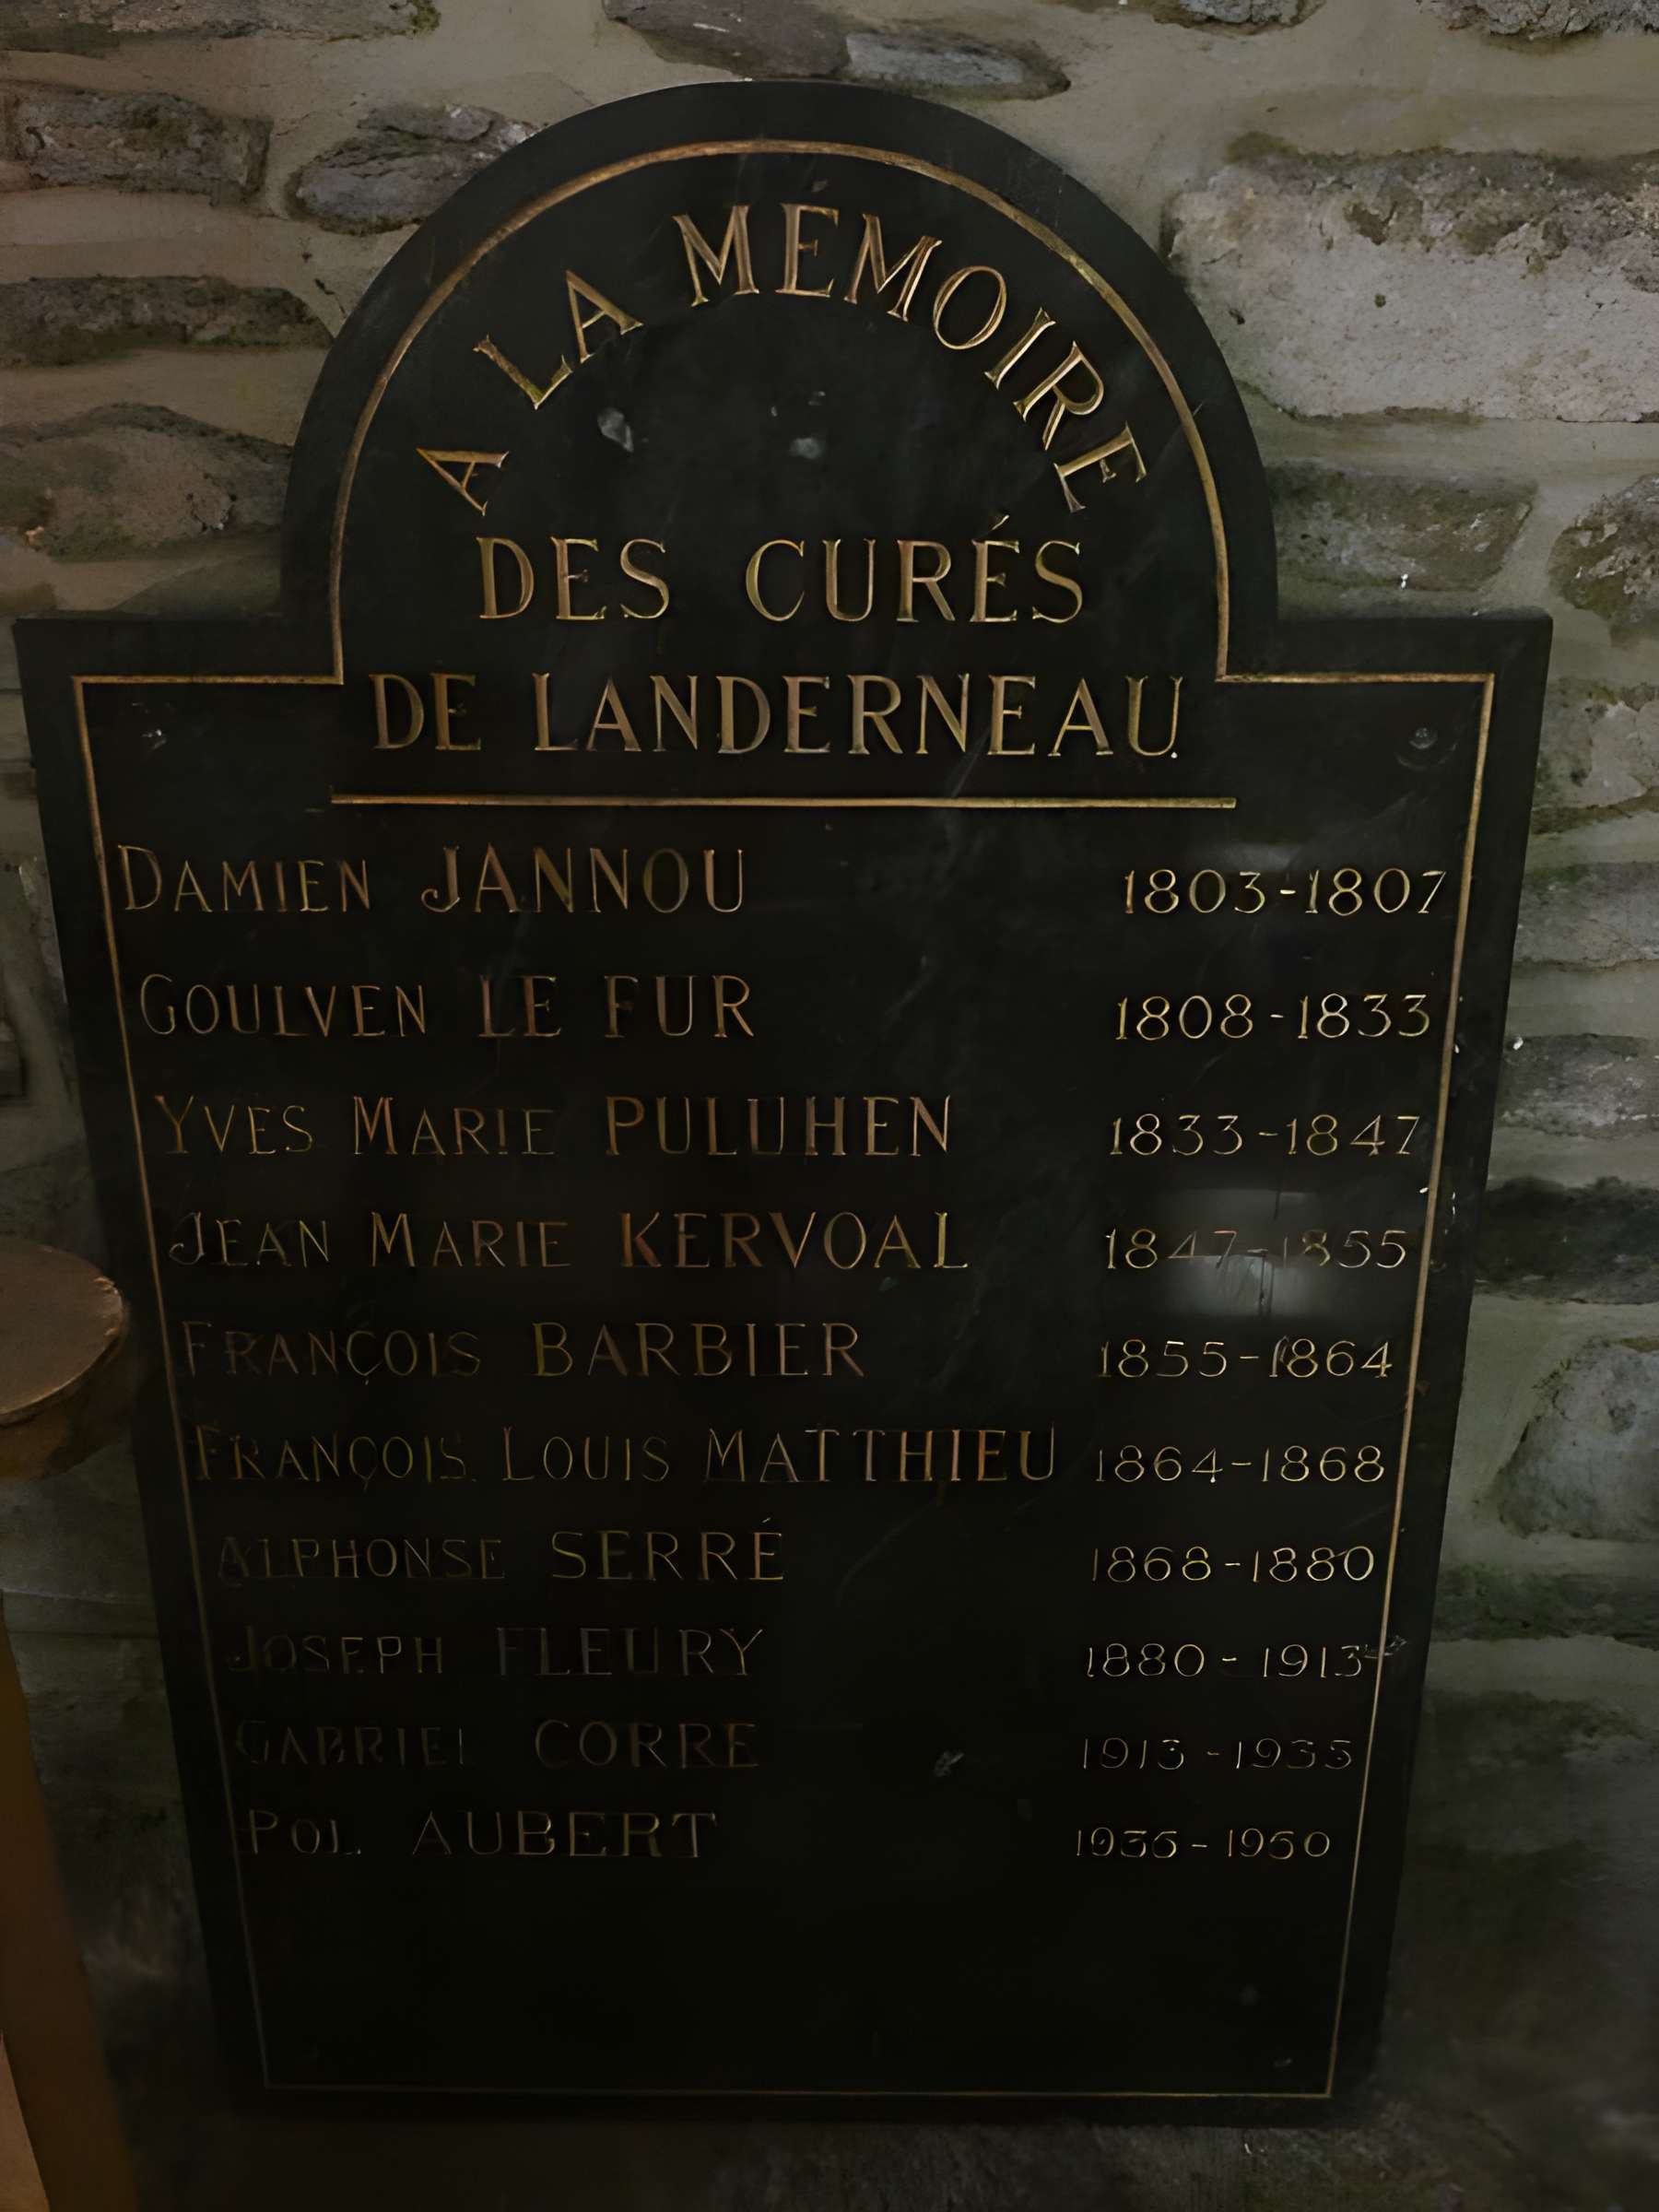 A LA MÉMOIRE
DES CURÉS
DE LANDERNEAU.
DAMIEN JANNOU 1803-1807
GOULVEN LE FUR 1808-1833
YVES MARIE PULUHEN 1833-1847
JEAN MARIE KERVOAL 1847-1855
FRANÇOIS BARBIER 1855-1864
FRANÇOIS LOUIS MATTHIEU 1864-1868
ALPHONSE SERRÉ 1868-1880
JOSEPH FLEURY 1880-1913
GABRIEL CORRE 1913-1935
POL AUBERT